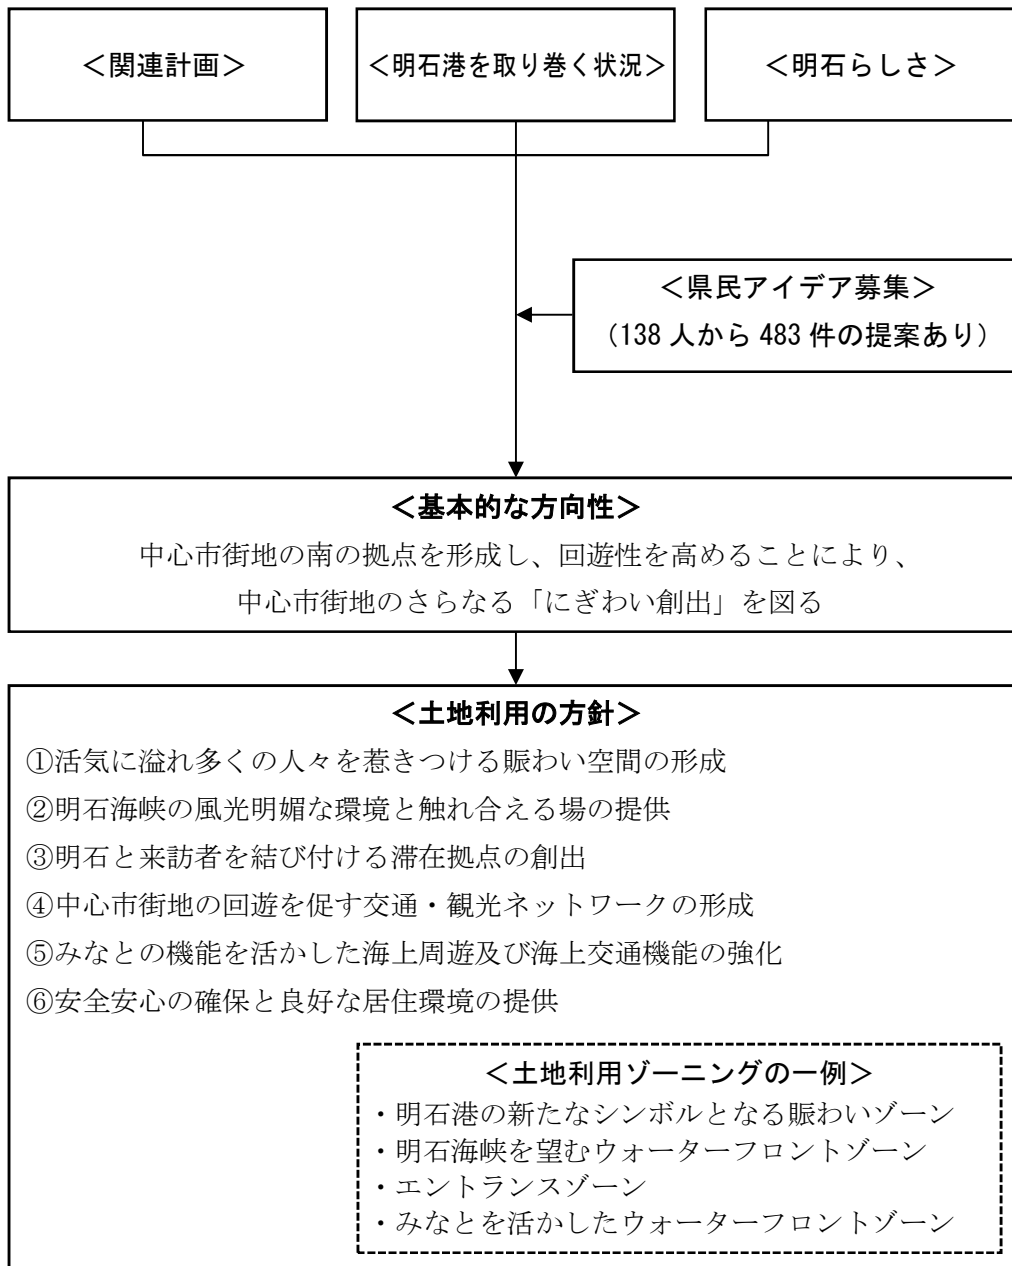 ＜関連計画＞
＜明石港を取り巻く状況＞
＜明石らしさ＞
＜県民アイデア募集＞
（138 人から 483 件の提案あり）
＜基本的な方向性＞
中心市街地の南の拠点を形成し、回遊性を高めることにより、
中心市街地のさらなる「にぎわい創出」を図る
＜土地利用の方針＞
①活気に溢れ多くの人々を惹きつける賑わい空間の形成
②明石海峡の風光明媚な環境と触れ合える場の提供
③明石と来訪者を結び付ける滞在拠点の創出
④中心市街地の回遊を促す交通・観光ネットワークの形成
⑤みなとの機能を活かした海上周遊及び海上交通機能の強化
⑥安全安心の確保と良好な居住環境の提供
＜土地利用ゾーニングの一例＞
・明石港の新たなシンボルとなる賑わいゾーン
・明石海峡を望むウォーターフロントゾーン
・エントランスゾーン
・みなとを活かしたウォーターフロントゾーン